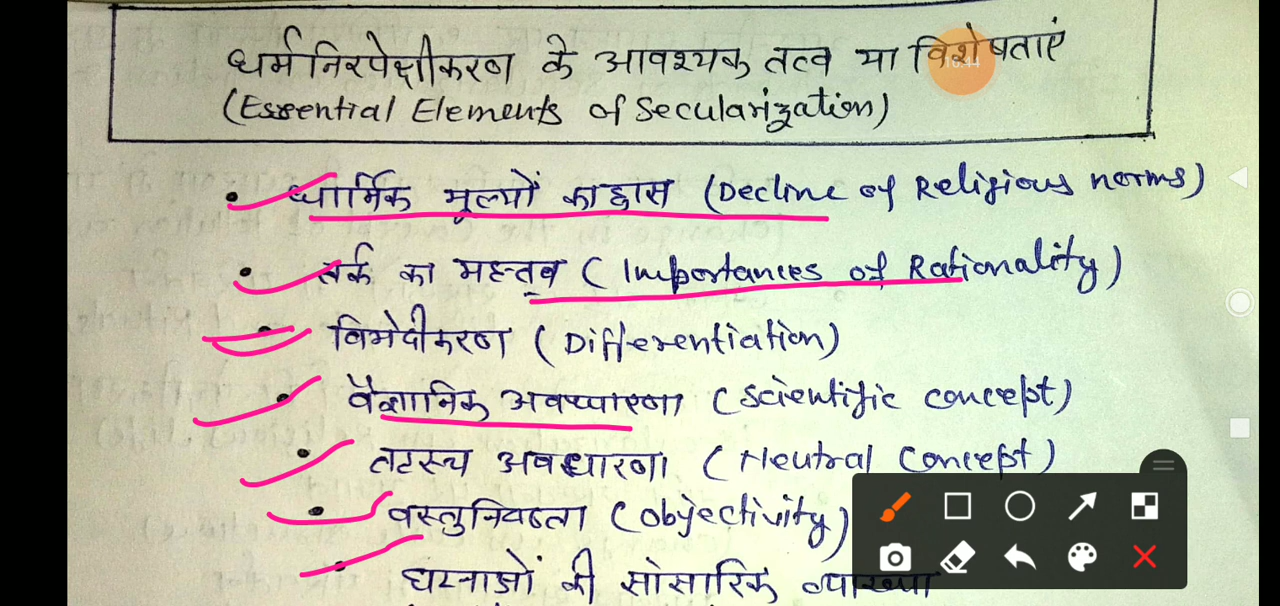 धर्मनिरपेक्षीकरण के आवश्यक तत्व या विशेषताएं
(Essential Elements of Secularization)
• धार्मिक मूल्यों का ह्रास (Decline of Religious norms)
• तर्क का महत्व (Importances of Rationality)
• विभेदीकरण (Differentiation)
• वैज्ञानिक अवधारणा (Scientific concept)
• तटस्थ अवधारणा (Neutral Concept)
• वस्तुनिष्ठता (objectivity)
• घटनाओं की सांसारिक व्याख्या